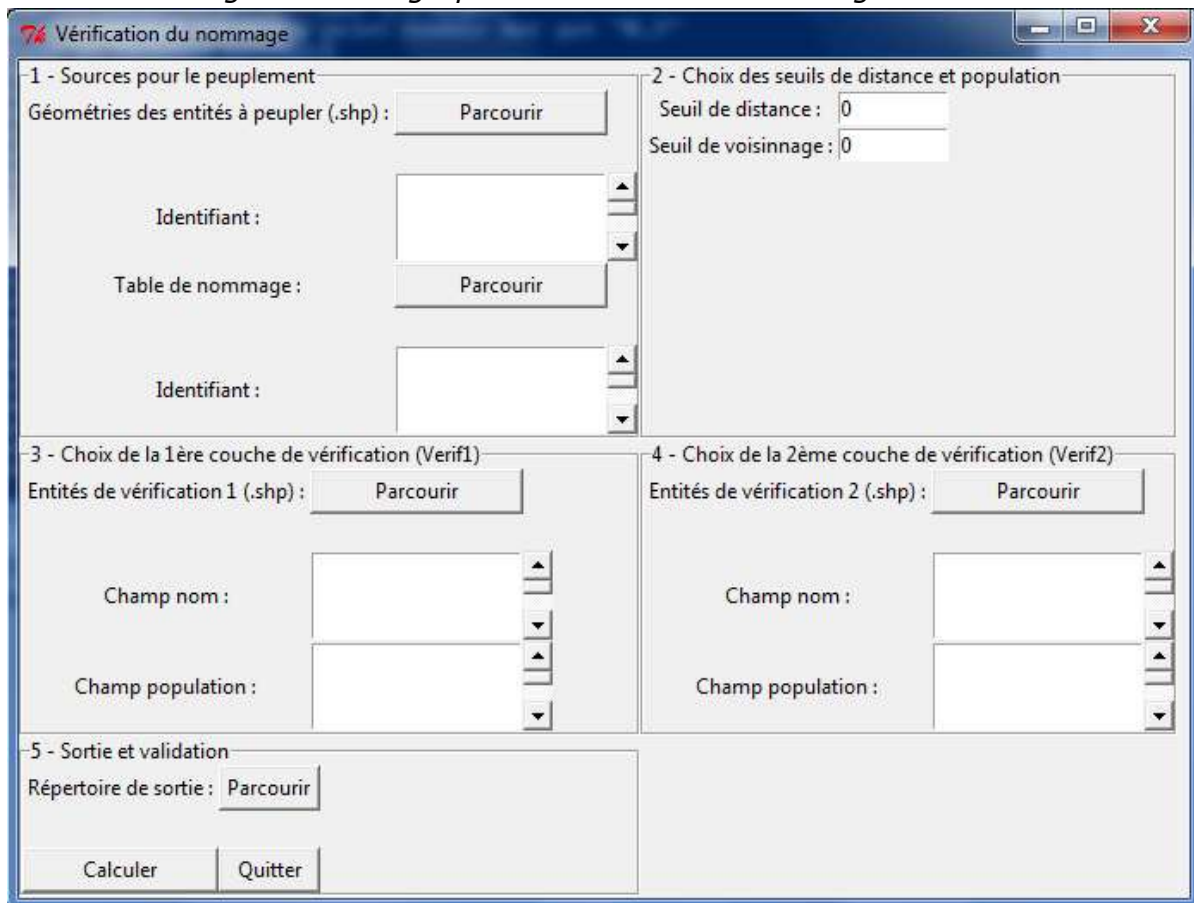 Vérification du nommage
1 - Sources pour le peuplement
Géométries des entités à peupler (.shp) : Parcourir
Identifiant :
Table de nommage : Parcourir
Identifiant :
2 - Choix des seuils de distance et population
Seuil de distance : 0
Seuil de voisinnage : 0
3 - Choix de la 1ère couche de vérification (Verif1)
Entités de vérification 1 (.shp) : Parcourir
Champ nom :
Champ population :
4 - Choix de la 2ème couche de vérification (Verif2)
Entités de vérification 2 (.shp) : Parcourir
Champ nom :
Champ population :
5 - Sortie et validation
Répertoire de sortie : Parcourir
Calculer Quitter